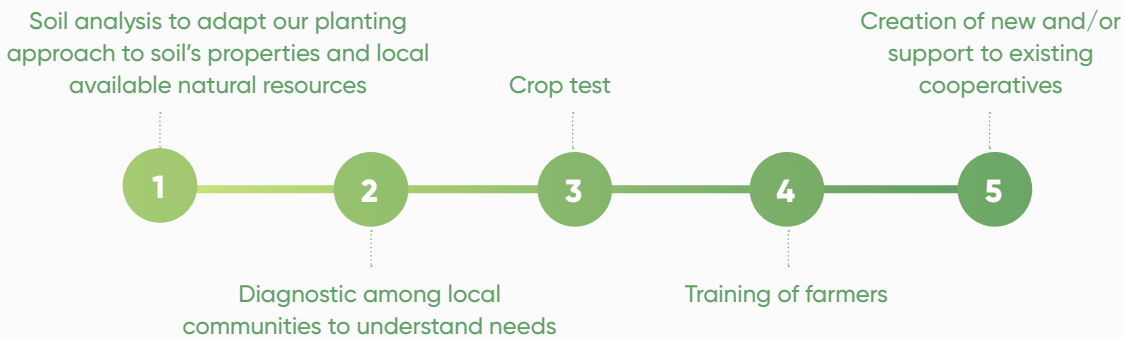 Soil analysis to adapt our planting
approach to soil's properties and local
available natural resources
Crop test
Creation of new and/or
support to existing
cooperatives
1
2
3
4
5
Diagnostic among local
communities to understand needs
Training of farmers